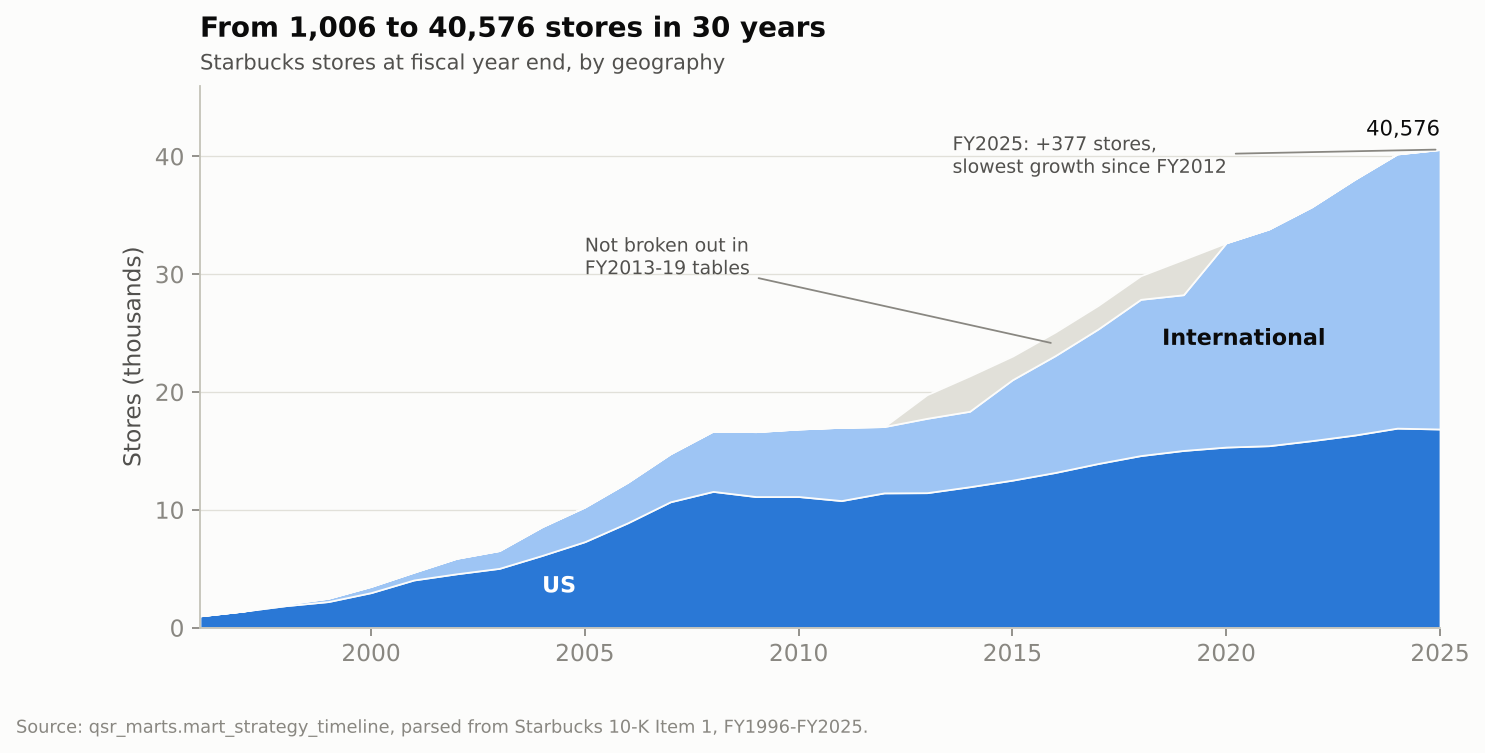 From 1,006 to 40,576 stores in 30 years
Starbucks stores at fiscal year end, by geography
40,576
FY2025: +377 stores,
slowest growth since FY2012
Not broken out in
FY2013-19 tables
International
US
Stores (thousands)
40
30
20
10
0
2000
2005
2010
2015
2020
2025
Source: qsr_marts.mart_strategy_timeline, parsed from Starbucks 10-K Item 1, FY1996-FY2025.